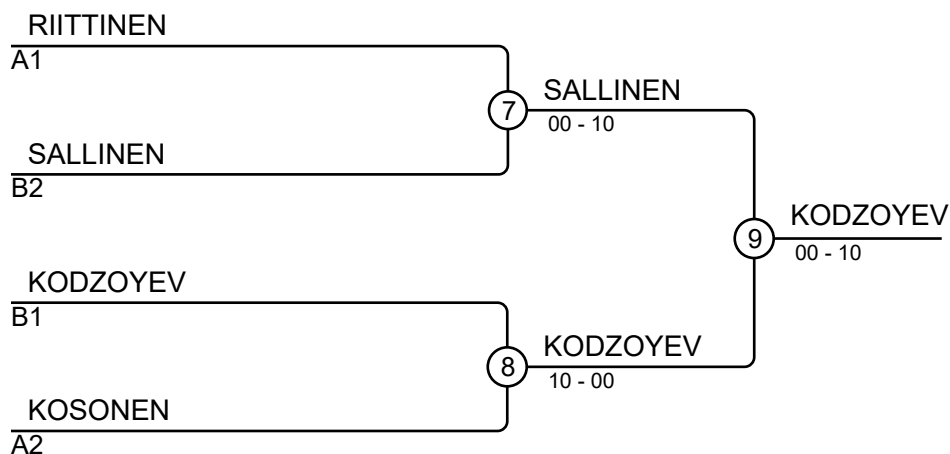 RIITTINEN
A1
7
SALLINEN
00 - 10
SALLINEN
B2
9
KODZOYEV
00 - 10
KODZOYEV
B1
8
KODZOYEV
10 - 00
KOSONEN
A2